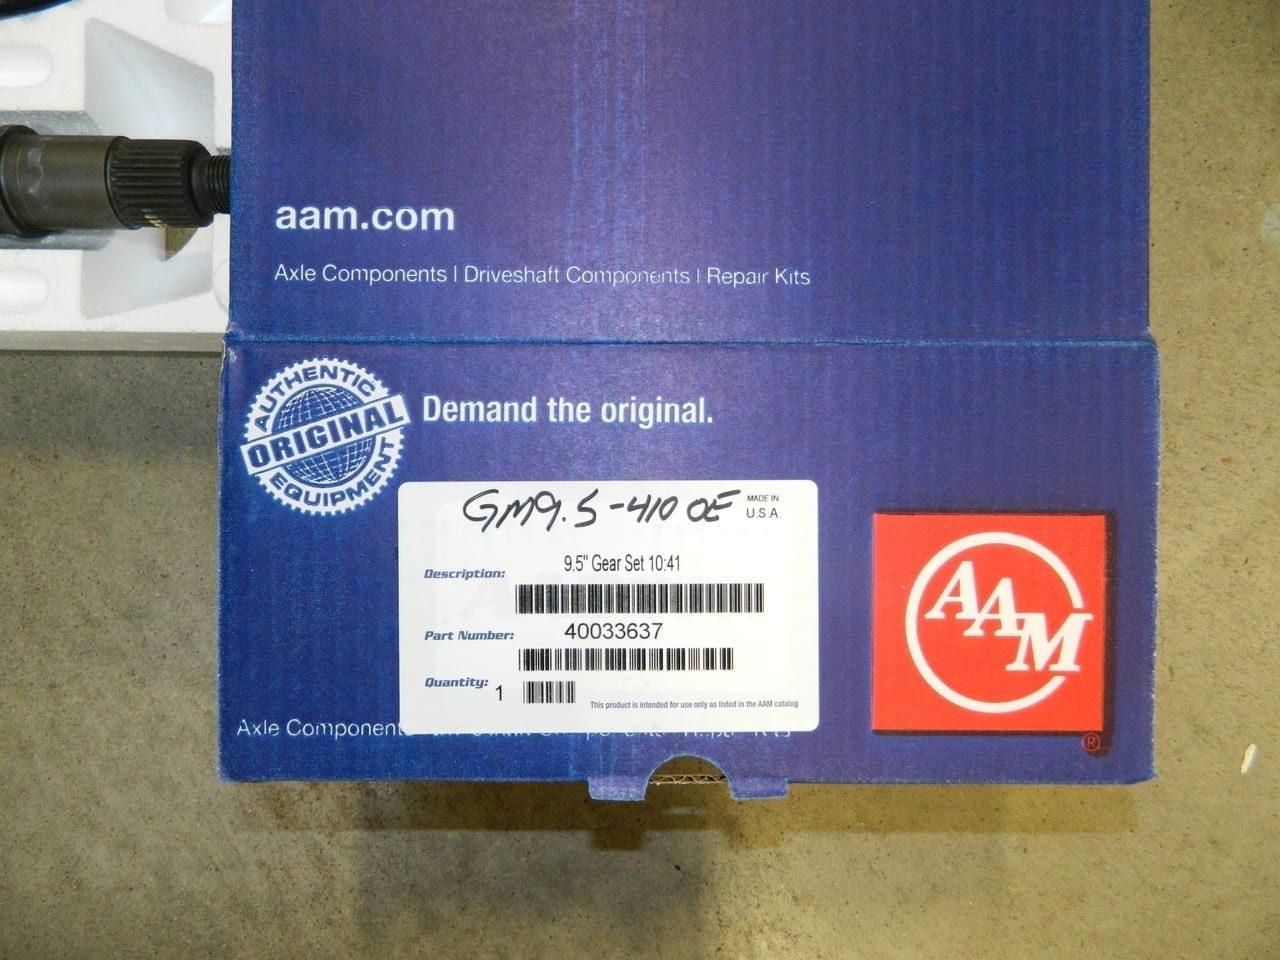 aam.com
Axle Components | Driveshaft Components | Repair Kits
AUTHENTIC
ORIGINAL
EQUIPMENT
Demand the original.
GM9.5-410 OE
MADE IN
U.S.A.
Description:
9.5" Gear Set 10:41
Part Number:
40033637
Quantity:
1
This product is intended for use only as listed in the AAM catalog
Axle Component
AAM
®